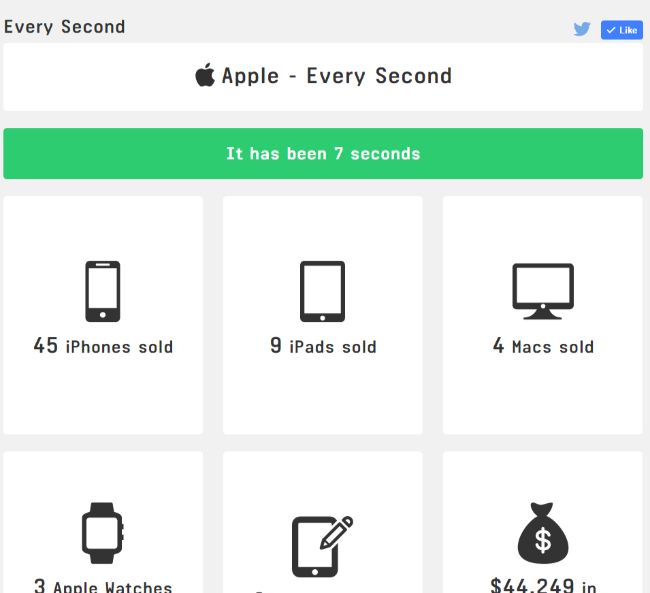 Every Second
Like
Apple - Every Second
It has been 7 seconds
45 iPhones sold
9 iPads sold
4 Macs sold
$
3 Apple Watches
$44,249 in